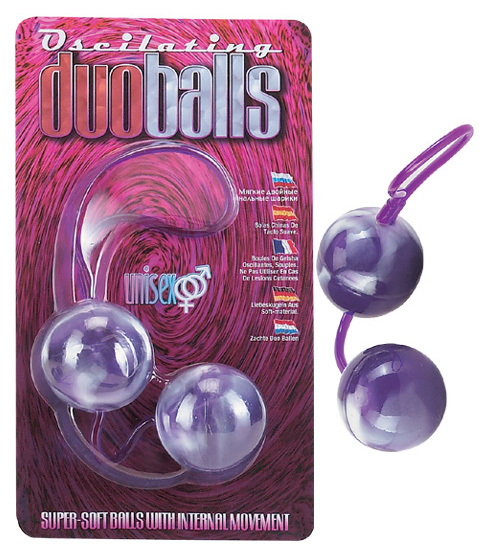 Oscilating
duoballs
Мягкие двойные
Bolas Chinas De
Tacto Suave.
unisex
Boules De Geisha
Oscillantes, Souples,
Ne Pas Utiliser En Cas
De Lesions Cutanees
Liebeskugeln Aus
Soft-material.
Zachte Duo Ballen
SUPER-SOFT BALLS WITH INTERNAL MOVEMENT